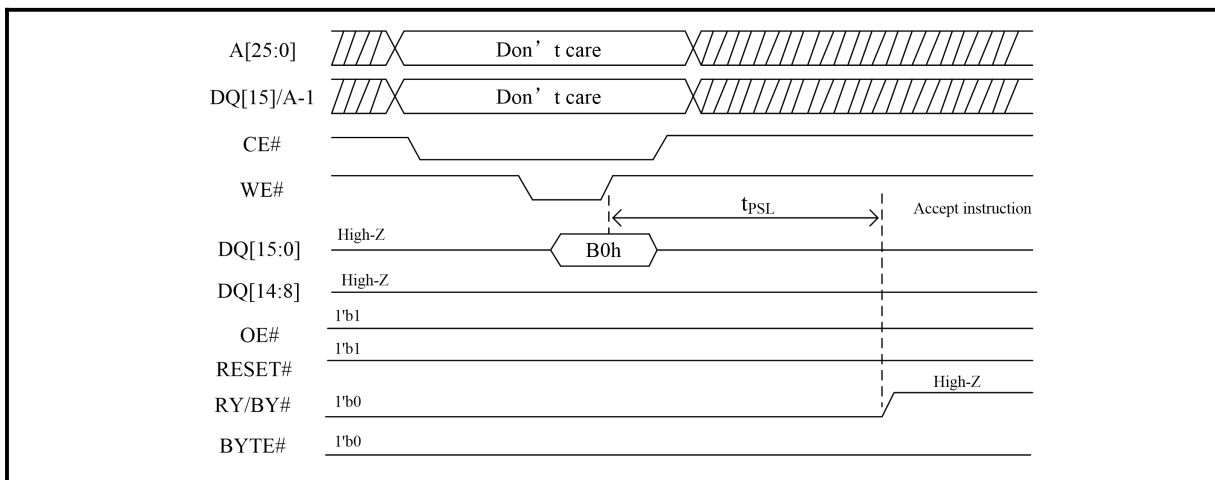 A[25:0] Don’t care
DQ[15]/A-1 Don’t care
CE#
WE#
tPSL Accept instruction
DQ[15:0] High-Z B0h
DQ[14:8] High-Z
OE# 1'b1
RESET# 1'b1
RY/BY# 1'b0 High-Z
BYTE# 1'b0